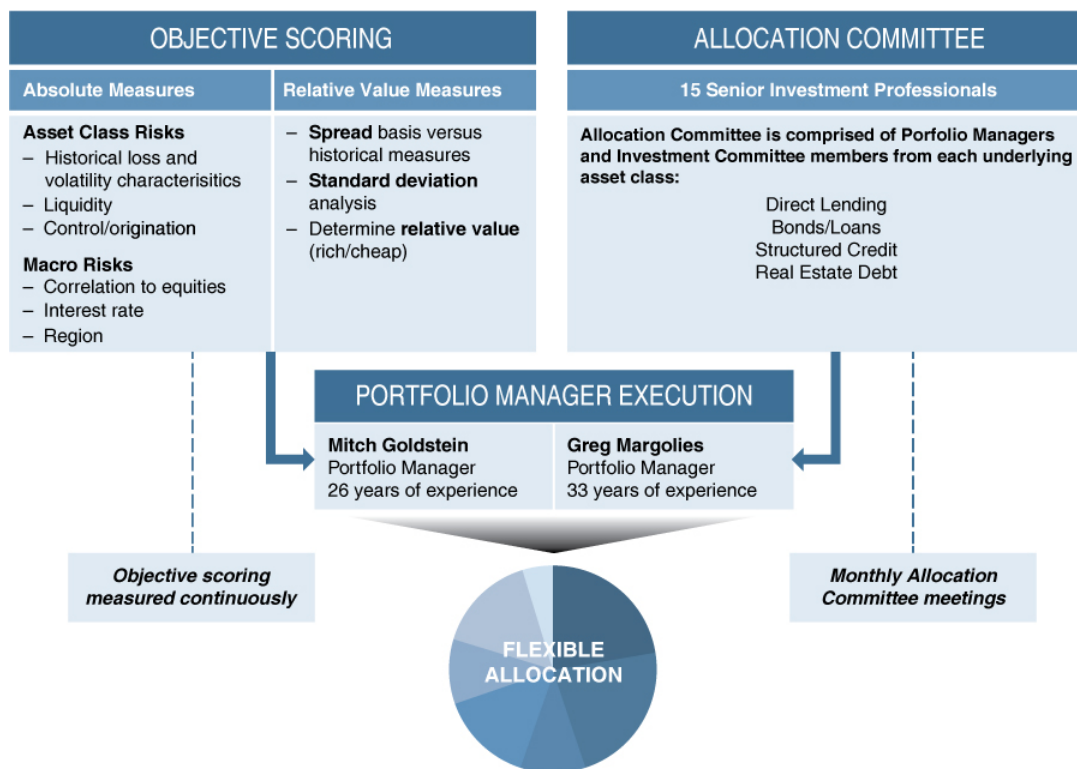 OBJECTIVE SCORING
Absolute Measures
Asset Class Risks
– Historical loss and
volatility characterisitics
– Liquidity
– Control/origination
Macro Risks
– Correlation to equities
– Interest rate
– Region
Relative Value Measures
– Spread basis versus
historical measures
– Standard deviation
analysis
– Determine relative value
(rich/cheap)
ALLOCATION COMMITTEE
15 Senior Investment Professionals
Allocation Committee is comprised of Porfolio Managers
and Investment Committee members from each underlying
asset class:
Direct Lending
Bonds/Loans
Structured Credit
Real Estate Debt
PORTFOLIO MANAGER EXECUTION
Mitch Goldstein
Portfolio Manager
26 years of experience
Greg Margolies
Portfolio Manager
33 years of experience
Objective scoring
measured continuously
Monthly Allocation
Committee meetings
FLEXIBLE
ALLOCATION